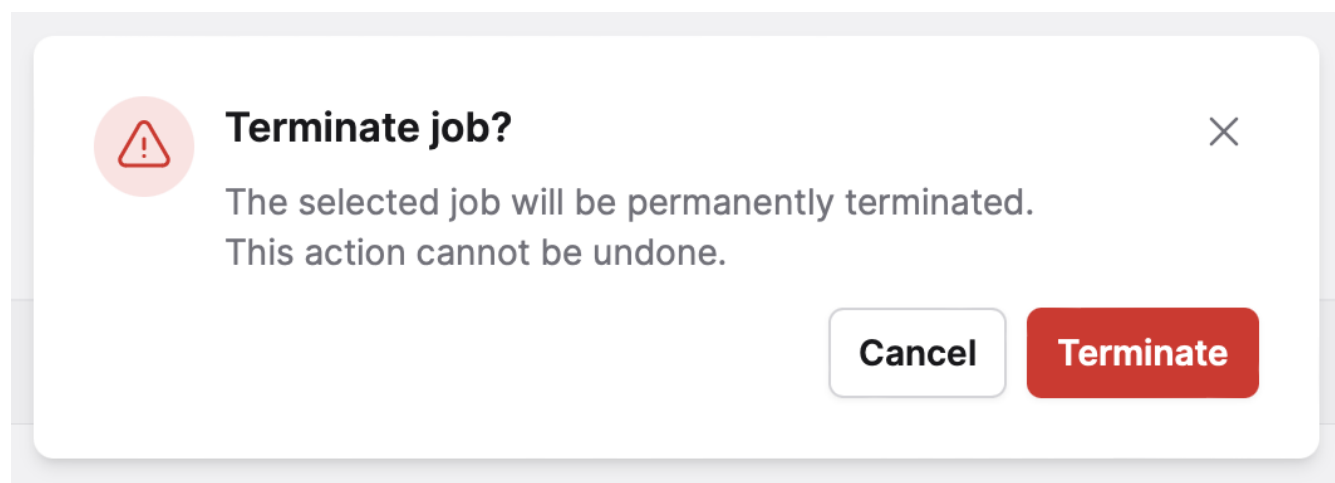 Terminate job?
The selected job will be permanently terminated.
This action cannot be undone.
Cancel
Terminate